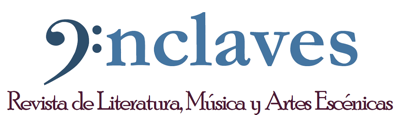 𝄢nclaves
Revista de Literatura, Música y Artes Escénicas